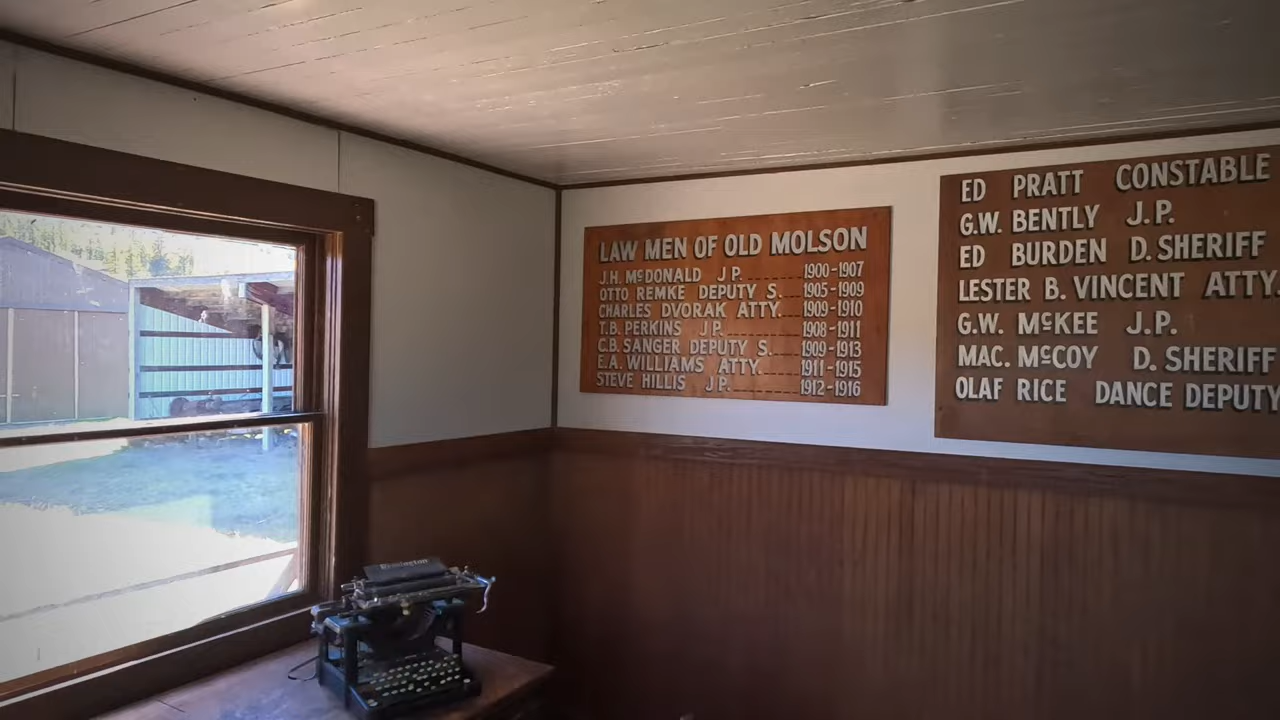 LAW MEN OF OLD MOLSON
J.H. McDONALD J P. 1900-1907
OTTO REMKE DEPUTY S. 1905-1909
CHARLES DVORAK ATTY. 1909-1910
T.B. PERKINS J.P. 1908-1911
C.B. SANGER DEPUTY S. 1909-1913
E.A. WILLIAMS ATTY. 1911-1915
STEVE HILLIS J.P. 1912-1916
ED PRATT CONSTABLE
G.W. BENTLY J.P.
ED BURDEN D. SHERIFF
LESTER B. VINCENT ATTY.
G.W. McKEE J.P.
MAC. McCOY D. SHERIFF
OLAF RICE DANCE DEPUTY
Remington